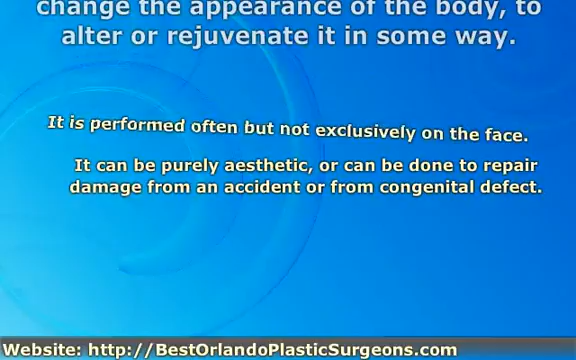 change the appearance of the body, to
alter or rejuvenate it in some way.
It is performed often but not exclusively on the face.
It can be purely aesthetic, or can be done to repair
damage from an accident or from congenital defect.
Website: http://BestOrlandoPlasticSurgeons.com